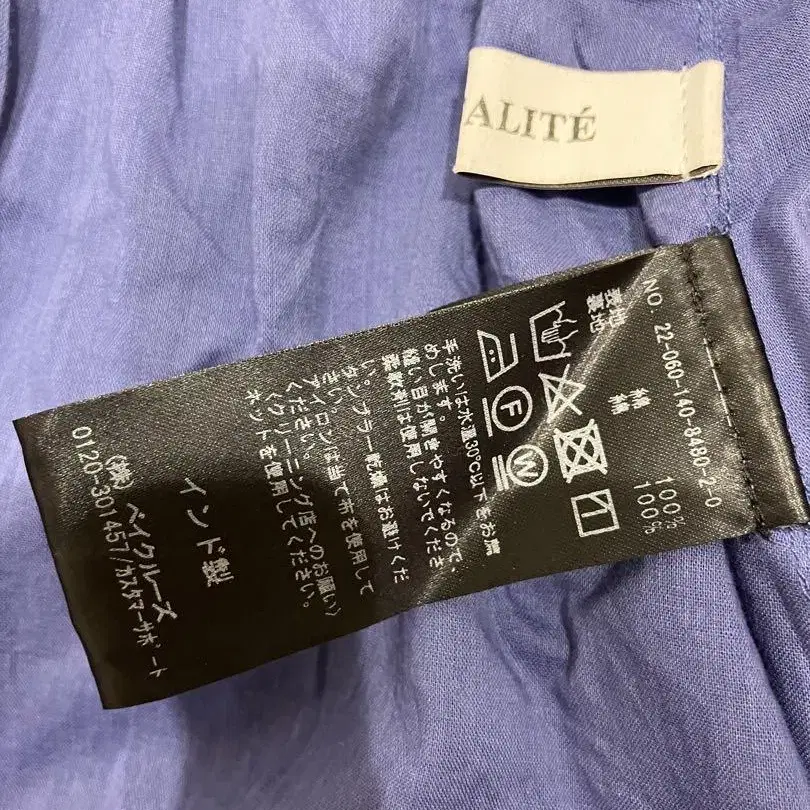 ALITÉ
NO. 22-060-140-8480-2-0
表地 綿 100%
裏地 綿 100%
F
W
手洗いは水温30℃以下をお勧
めします。
縫い目が開きやすくなるので、
柔軟剤は使用しないでくださ
い。
タンブラー乾燥はお避けくだ
さい。
アイロンは当て布を使用して
ください。
《クリーニング店へのお願い》
ネットを使用してください。
インド製
(株)ベイクルーズ
0120-301457/カスタマーサポート